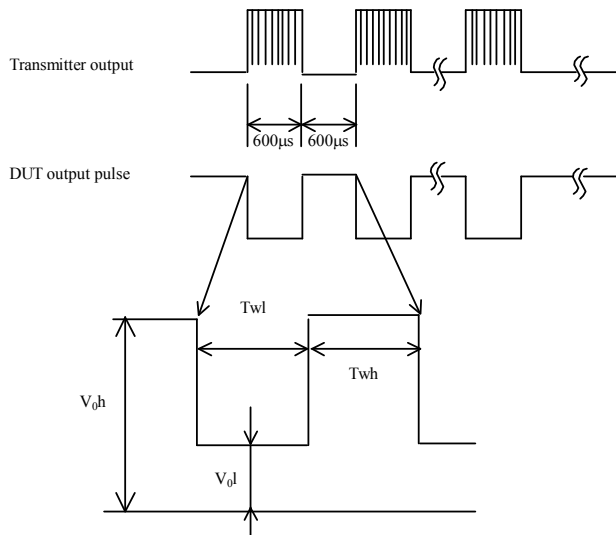 Transmitter output
600μs 600μs
DUT output pulse
Twl
Twh
V₀h
V₀l